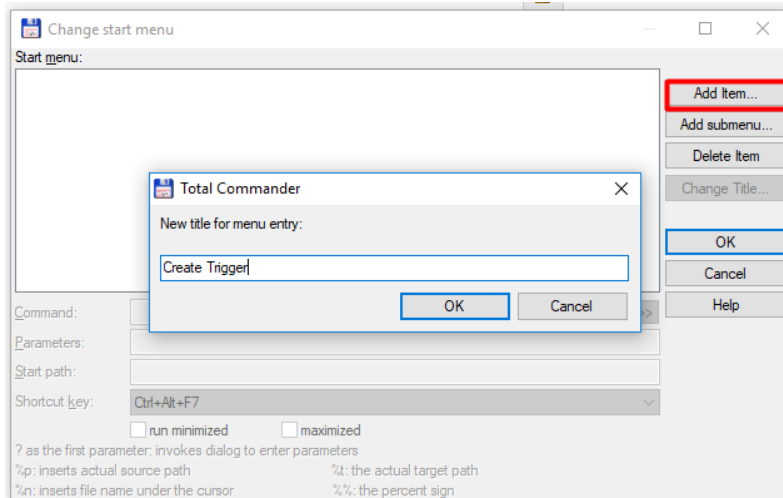 Change start menu
Start menu:
Add Item...
Add submenu...
Delete Item
Change Title...
OK
Cancel
Help
Total Commander
New title for menu entry:
Create Trigger
OK
Cancel
Command:
>>
Parameters:
Start path:
Shortcut key:
Ctrl+Alt+F7
run minimized
maximized
? as the first parameter: invokes dialog to enter parameters
%p: inserts actual source path
%t: the actual target path
%n: inserts file name under the cursor
%%: the percent sign